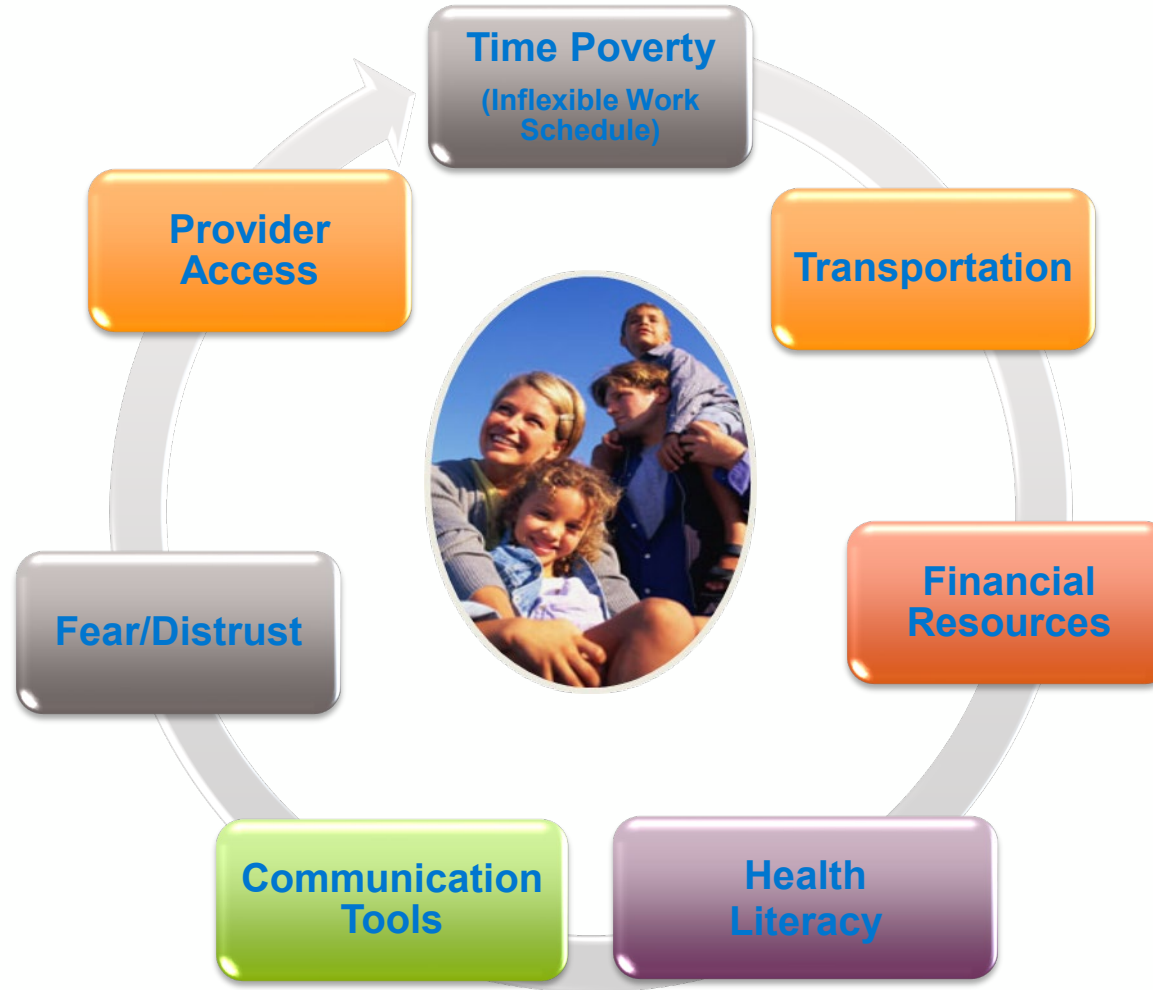 Time Poverty
(Inflexible Work
Schedule)
Transportation
Financial
Resources
Health
Literacy
Communication
Tools
Fear/Distrust
Provider
Access